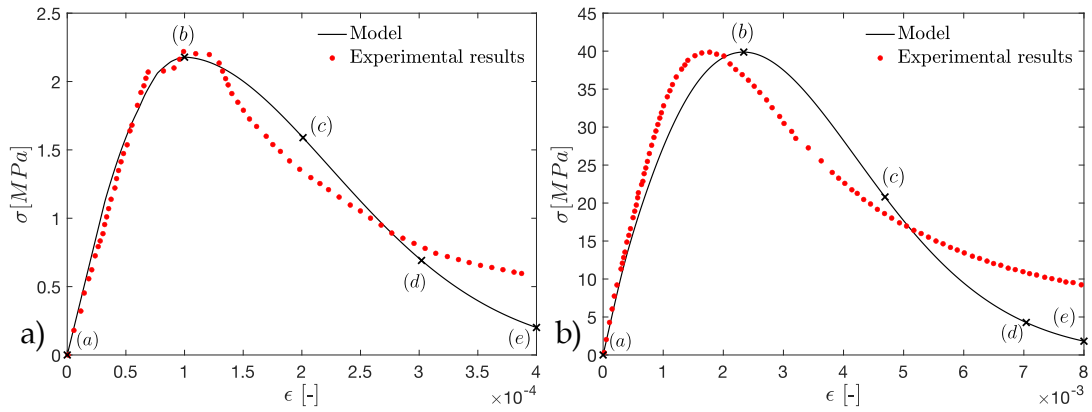 2.5
2
1.5
1
0.5
0
σ[MPa]
(b)
Model
Experimental results
(c)
(d)
(e)
(a)
a)
0 0.5 1 1.5 2 2.5 3 3.5 4
ϵ [-]
×10⁻⁴
45
40
35
30
25
20
15
10
5
0
σ[MPa]
(b)
Model
Experimental results
(c)
(e)
(d)
(a)
b)
0 1 2 3 4 5 6 7 8
ϵ [-]
×10⁻³